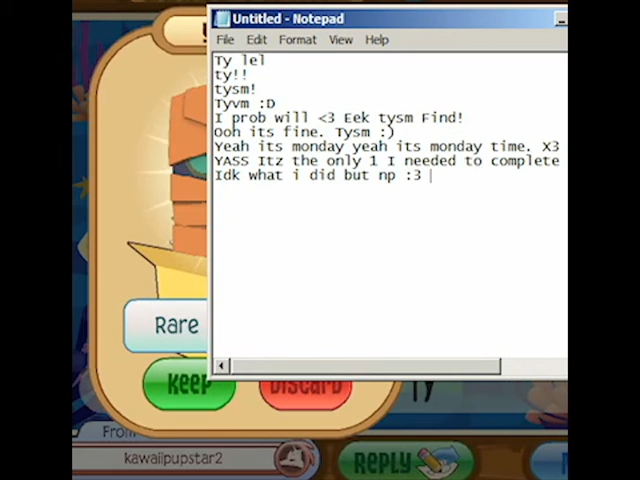 Untitled - Notepad
File Edit Format View Help
Ty lel
ty!!
tysm!
Tyvm :D
I prob will <3 Eek tysm Find!
Ooh its fine. Tysm :)
Yeah its monday yeah its monday time. X3
YASS Itz the only 1 I needed to complete
Idk what i did but np :3
Rare
KEEP
DISCARD
TY
From
kawaiipupstar2
REPLY